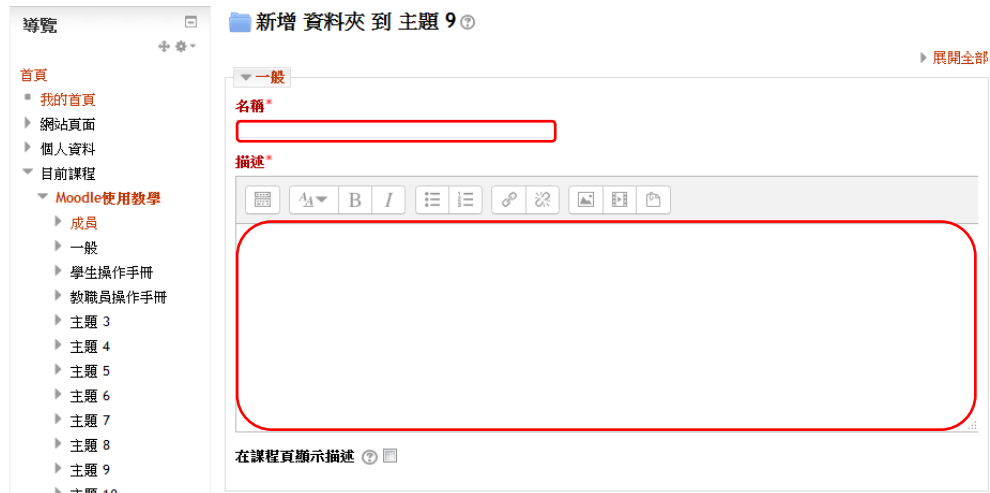 導覽
首頁
我的首頁
網站頁面
個人資料
目前課程
Moodle使用教學
成員
一般
學生操作手冊
教職員操作手冊
主題 3
主題 4
主題 5
主題 6
主題 7
主題 8
主題 9
主題 10
新增 資料夾 到 主題 9
展開全部
一般
名稱*
描述*
B I
在課程頁顯示描述